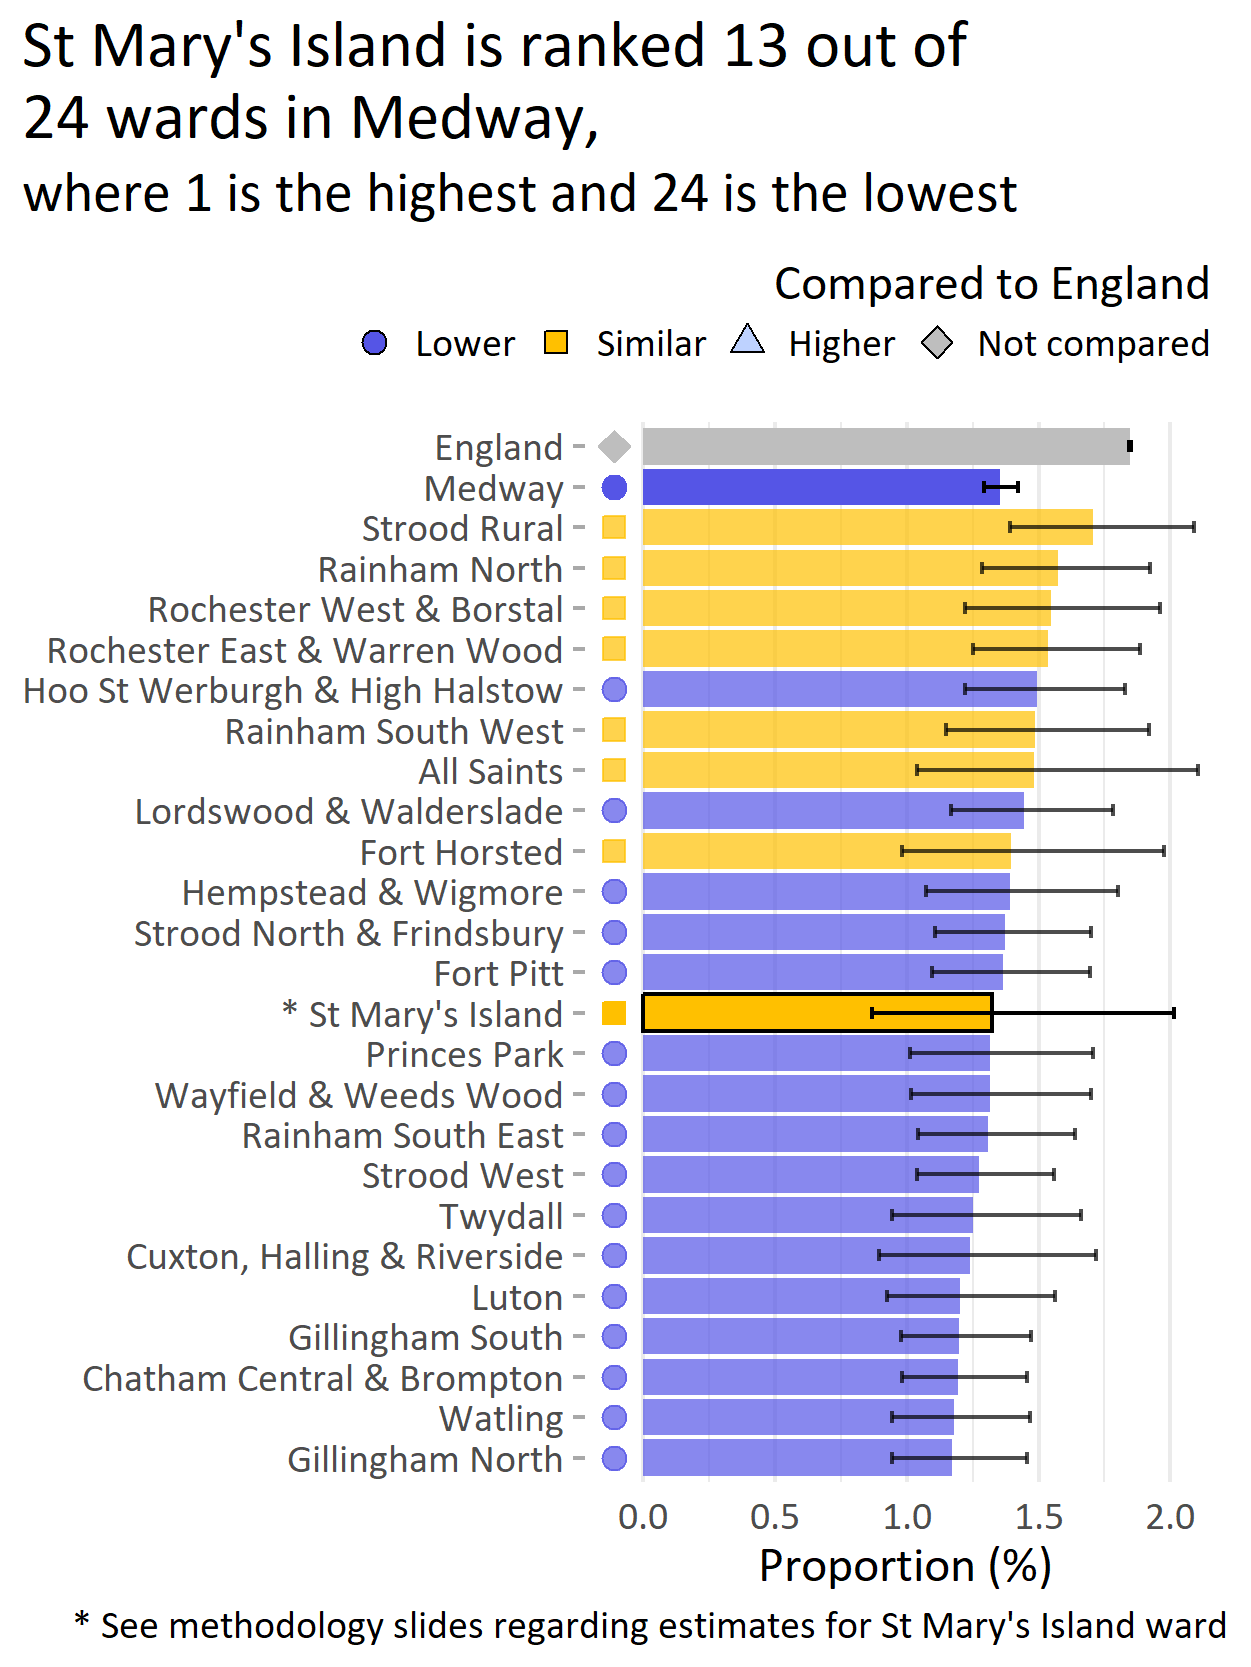 St Mary's Island is ranked 13 out of
24 wards in Medway,
where 1 is the highest and 24 is the lowest
Compared to England
Lower Similar Higher Not compared
England
Medway
Strood Rural
Rainham North
Rochester West & Borstal
Rochester East & Warren Wood
Hoo St Werburgh & High Halstow
Rainham South West
All Saints
Lordswood & Walderslade
Fort Horsted
Hempstead & Wigmore
Strood North & Frindsbury
Fort Pitt
* St Mary's Island
Princes Park
Wayfield & Weeds Wood
Rainham South East
Strood West
Twydall
Cuxton, Halling & Riverside
Luton
Gillingham South
Chatham Central & Brompton
Watling
Gillingham North
0.0 0.5 1.0 1.5 2.0
Proportion (%)
* See methodology slides regarding estimates for St Mary's Island ward